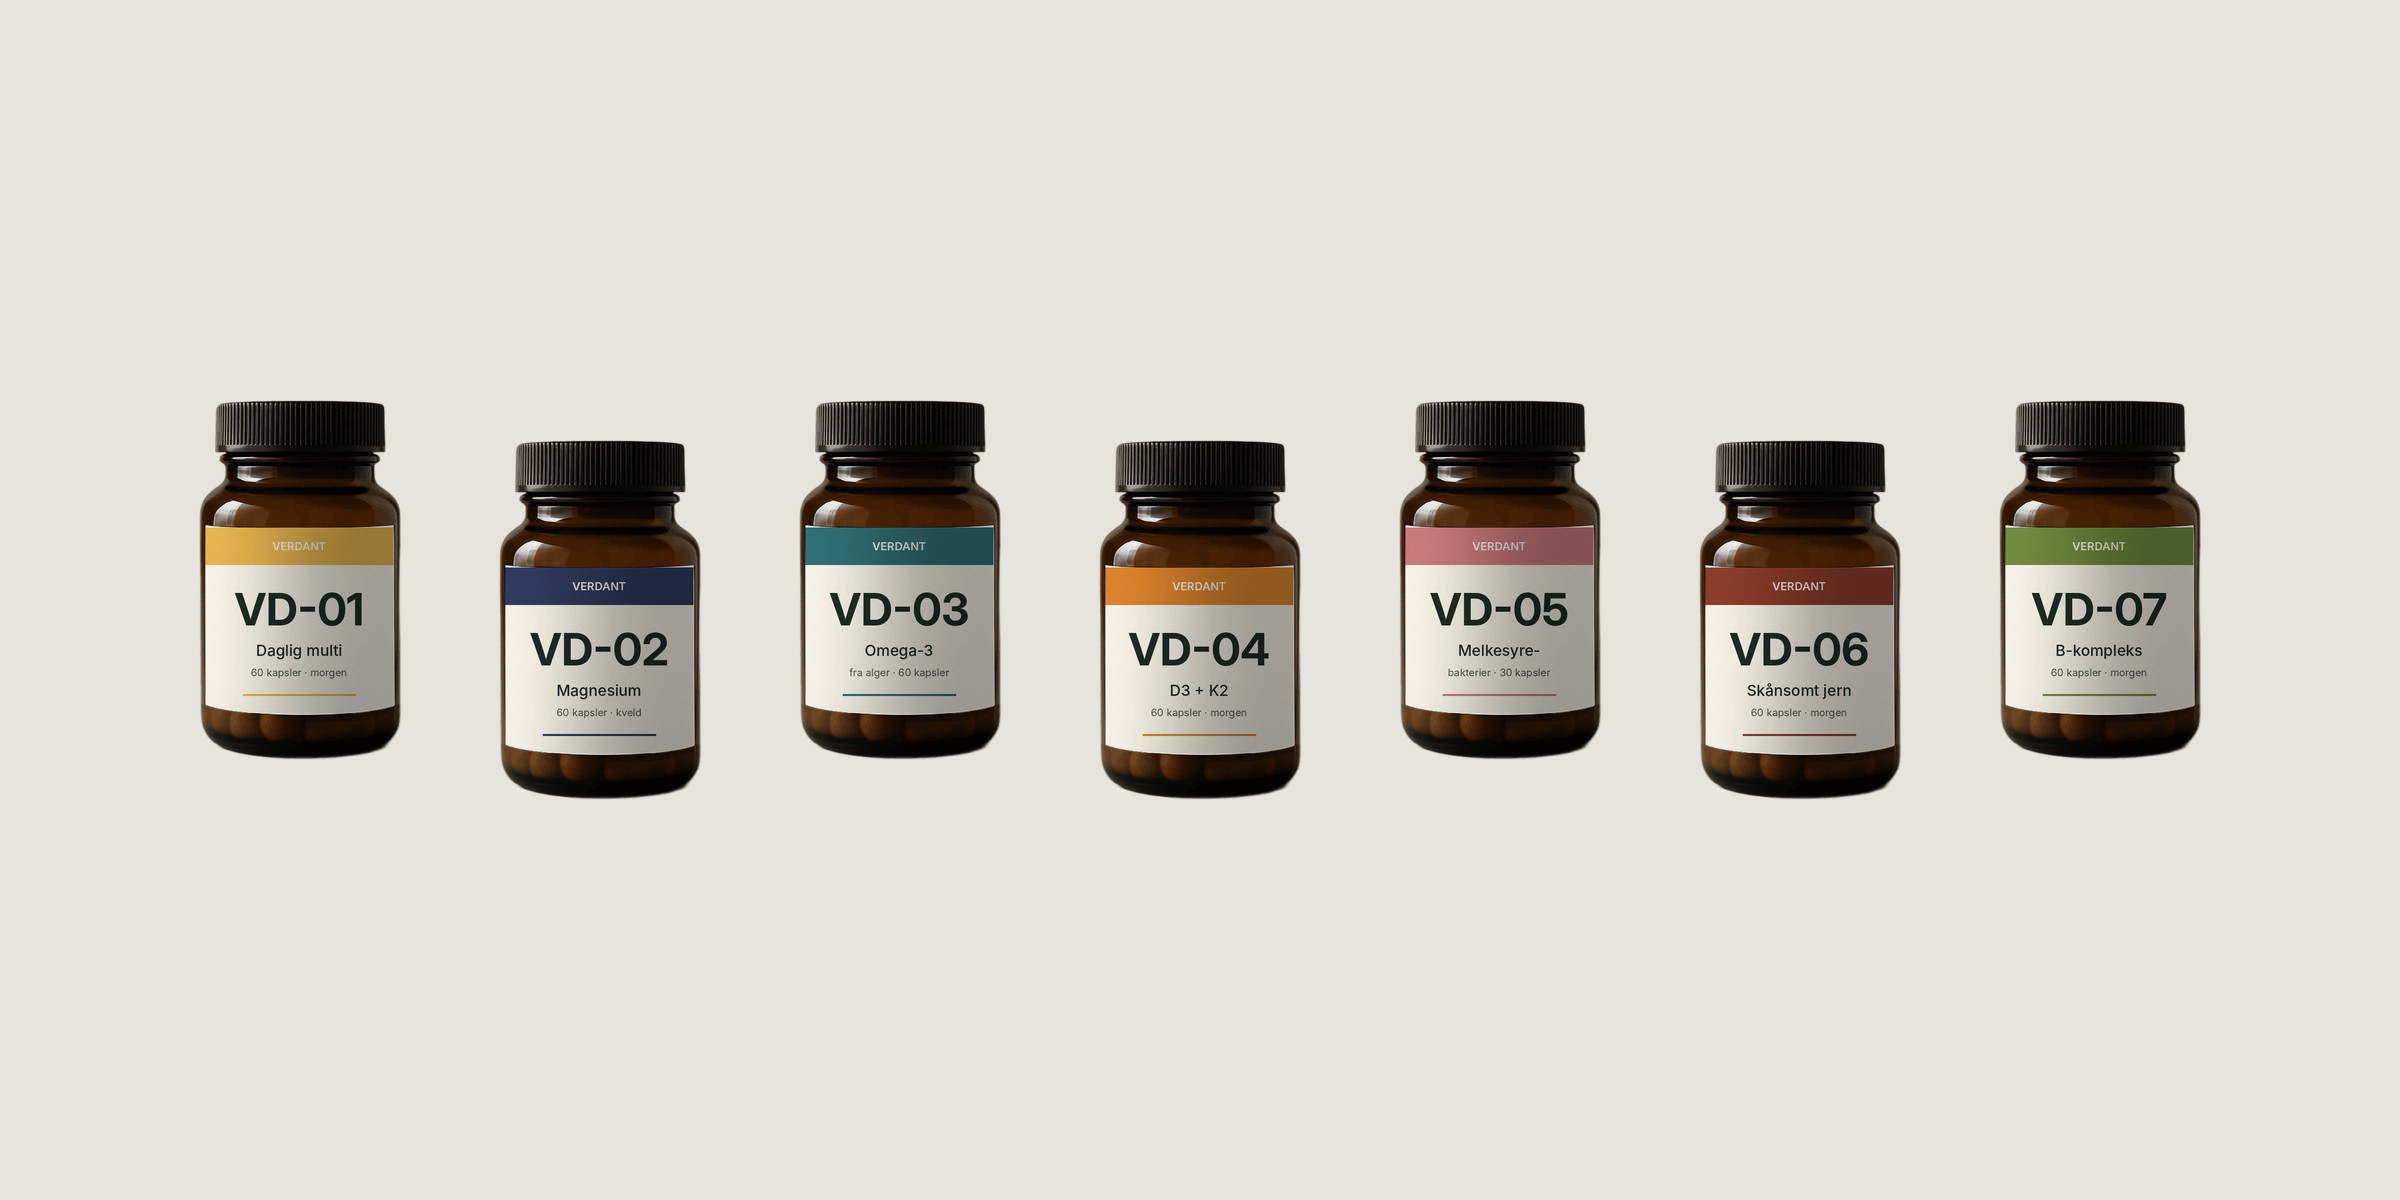 VERDANT
VD-01
Daglig multi
60 kapsler · morgen
VERDANT
VD-02
Magnesium
60 kapsler · kveld
VERDANT
VD-03
Omega-3
fra alger · 60 kapsler
VERDANT
VD-04
D3 + K2
60 kapsler · morgen
VERDANT
VD-05
Melkesyre-
bakterier · 30 kapsler
VERDANT
VD-06
Skånsomt jern
60 kapsler · morgen
VERDANT
VD-07
B-kompleks
60 kapsler · morgen